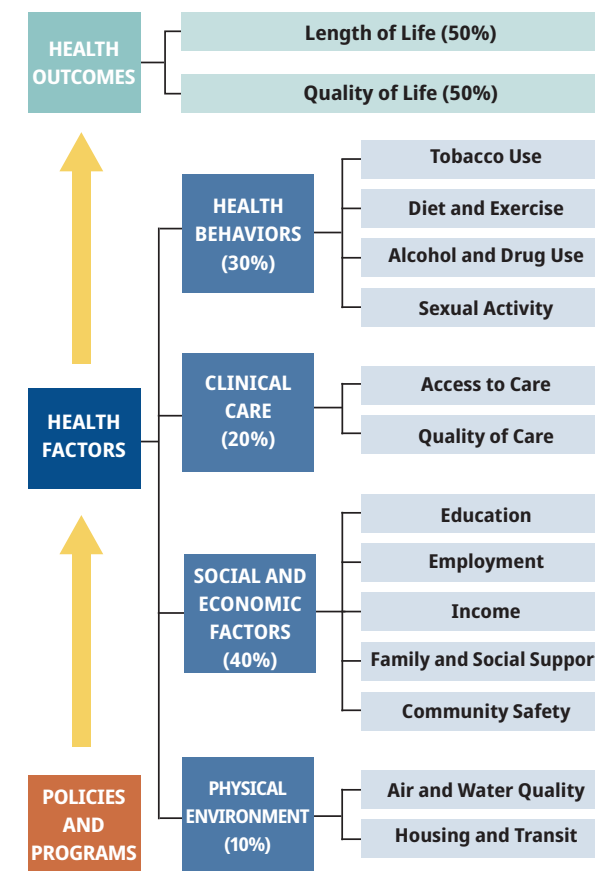 HEALTH
OUTCOMES
Length of Life (50%)
Quality of Life (50%)
HEALTH
BEHAVIORS
(30%)
Tobacco Use
Diet and Exercise
Alcohol and Drug Use
Sexual Activity
HEALTH
FACTORS
CLINICAL
CARE
(20%)
Access to Care
Quality of Care
SOCIAL AND
ECONOMIC
FACTORS
(40%)
Education
Employment
Income
Family and Social Suppor
Community Safety
POLICIES
AND
PROGRAMS
PHYSICAL
ENVIRONMENT
(10%)
Air and Water Quality
Housing and Transit